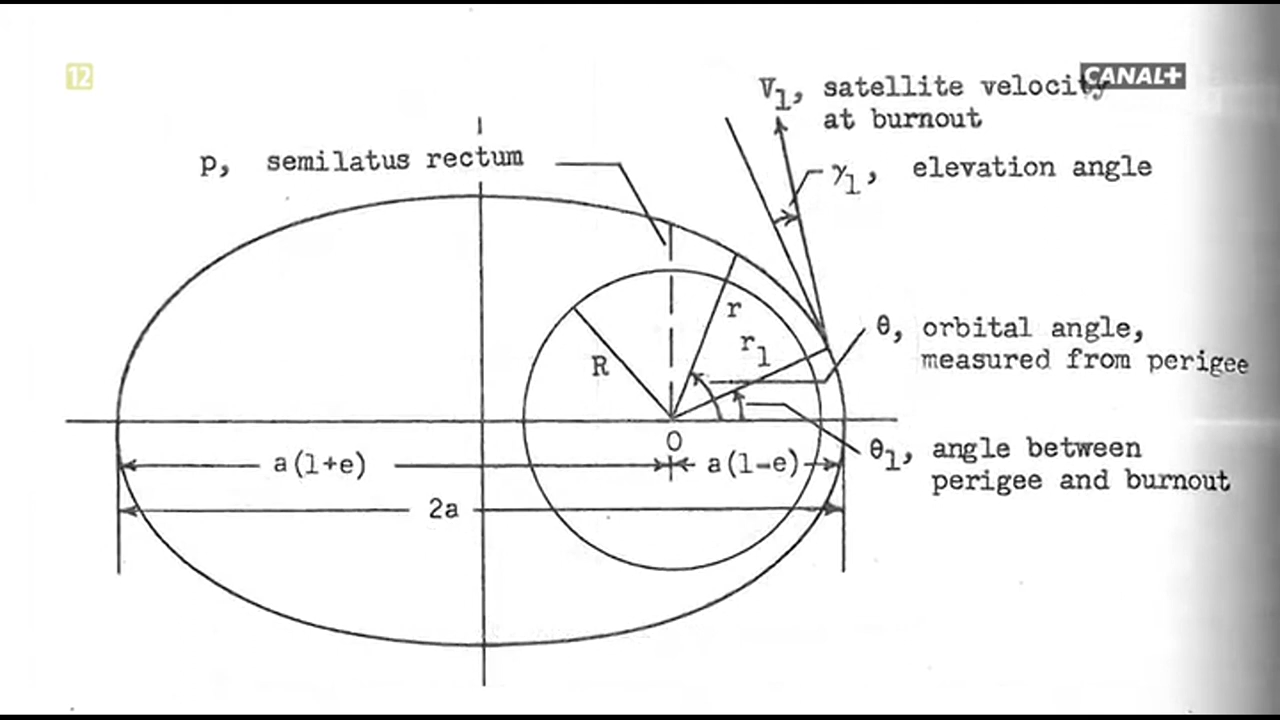 12
CANAL+
V1, satellite velocity
at burnout
p, semilatus rectum
γ1, elevation angle
r
r1
R
θ, orbital angle,
measured from perigee
O
a(1+e)
a(1-e)
θ1, angle between
perigee and burnout
2a